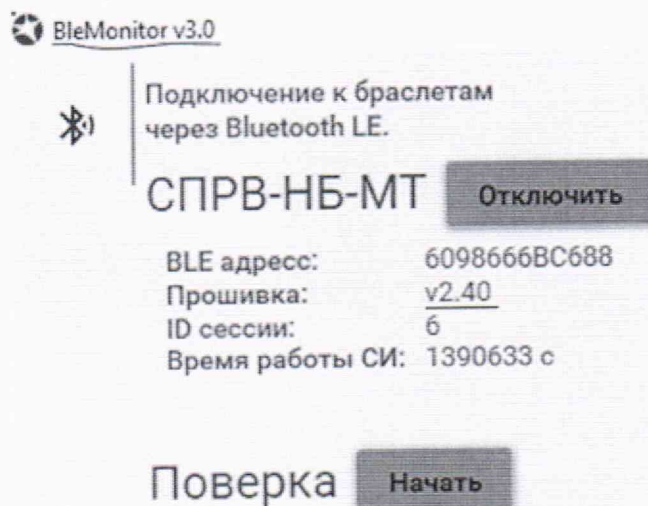 BleMonitor v3.0
Подключение к браслетам
через Bluetooth LE.
СПРВ-НБ-МТ Отключить
BLE адресс: 6098666BC688
Прошивка: v2.40
ID сессии: 6
Время работы СИ: 1390633 с
Поверка Начать